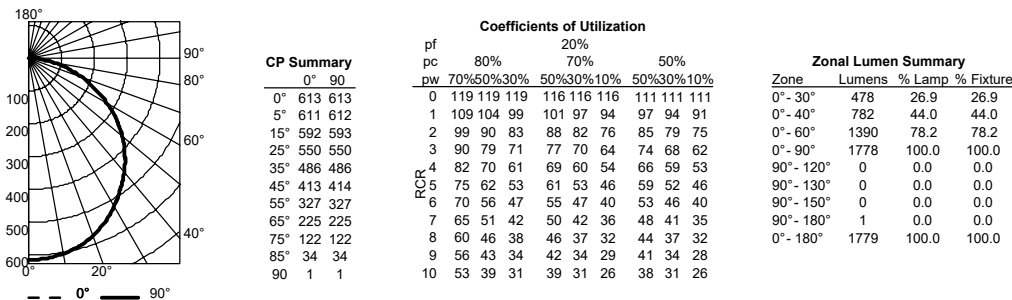 180°
90°
80°
60°
40°
100
200
300
400
500
600
0° 20°
0° 90°
CP Summary
0° 90
0° 613 613
5° 611 612
15° 592 593
25° 550 550
35° 486 486
45° 413 414
55° 327 327
65° 225 225
75° 122 122
85° 34 34
90 1 1
Coefficients of Utilization
pf 20%
pc 80% 70% 50%
pw 70%50%30% 50%30%10% 50%30%10%
RCR
0 119 119 119 116 116 116 111 111 111
1 109 104 99 101 97 94 97 94 91
2 99 90 83 88 82 76 85 79 75
3 90 79 71 77 70 64 74 68 62
4 82 70 61 69 60 54 66 59 53
5 75 62 53 61 53 46 59 52 46
6 70 56 47 55 47 40 53 46 40
7 65 51 42 50 42 36 48 41 35
8 60 46 38 46 37 32 44 37 32
9 56 43 34 42 34 29 41 34 28
10 53 39 31 39 31 26 38 31 26
Zonal Lumen Summary
Zone Lumens % Lamp % Fixture
0°- 30° 478 26.9 26.9
0°- 40° 782 44.0 44.0
0°- 60° 1390 78.2 78.2
0°- 90° 1778 100.0 100.0
90°- 120° 0 0.0 0.0
90°- 130° 0 0.0 0.0
90°- 150° 0 0.0 0.0
90°- 180° 1 0.0 0.0
0°- 180° 1779 100.0 100.0